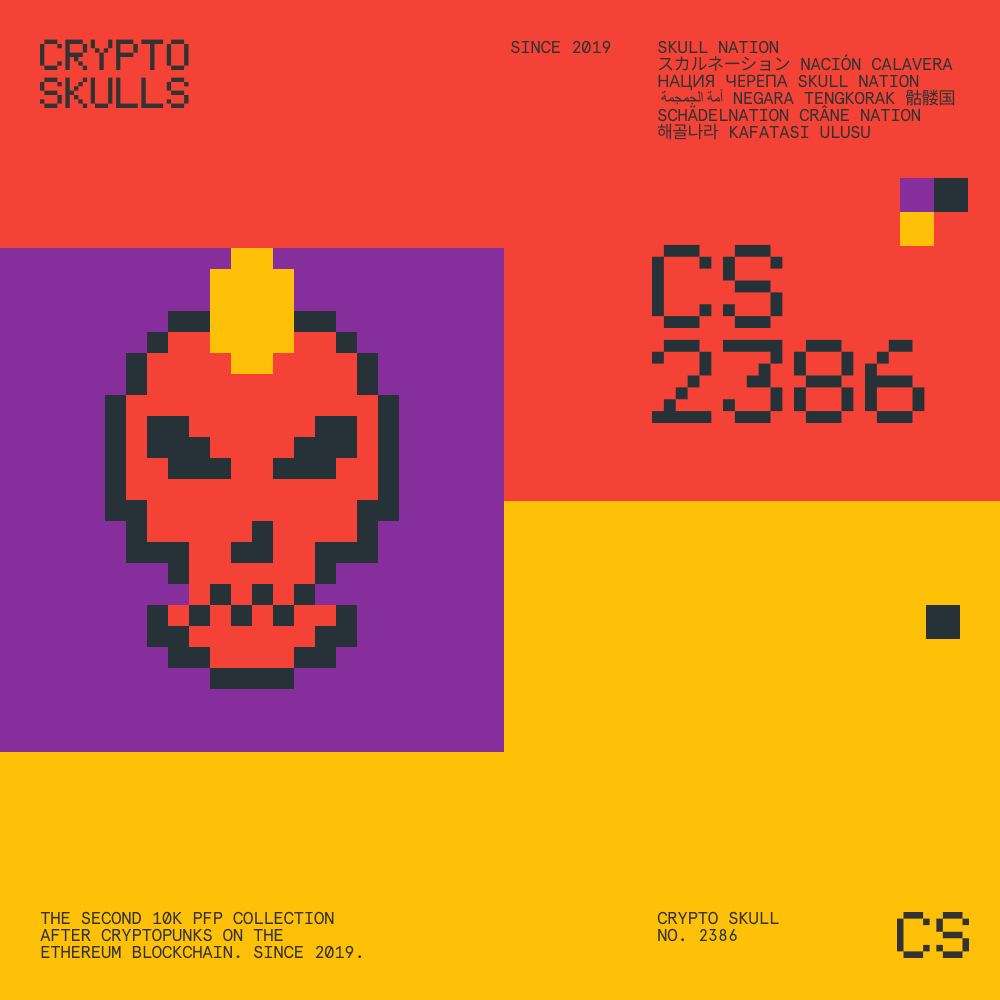 CRYPTO
SKULLS
SINCE 2019
SKULL NATION
スカルネーション NACIÓN CALAVERA
НАЦИЯ ЧЕРЕПА SKULL NATION
أمة الجمجمة NEGARA TENGKORAK 骷髅国
SCHÄDELNATION CRÂNE NATION
해골나라 KAFATASI ULUSU
CS
2386
THE SECOND 10K PFP COLLECTION
AFTER CRYPTOPUNKS ON THE
ETHEREUM BLOCKCHAIN. SINCE 2019.
CRYPTO SKULL
NO. 2386
CS